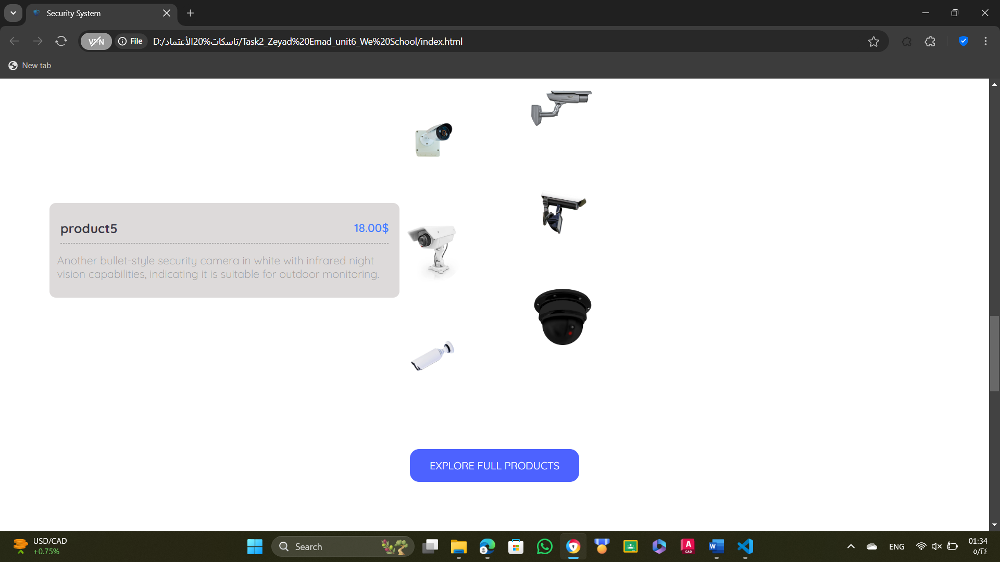 Security System
VPN
File
D:/تاسكات%20الأعتماد/Task2_Zeyad%20Emad_unit6_We%20School/index.html
New tab
product5
18.00$
Another bullet-style security camera in white with infrared night
vision capabilities, indicating it is suitable for outdoor monitoring.
EXPLORE FULL PRODUCTS
USD/CAD
+0.75%
Search
A
CAD
W
ENG
01:34
٥/٢٤